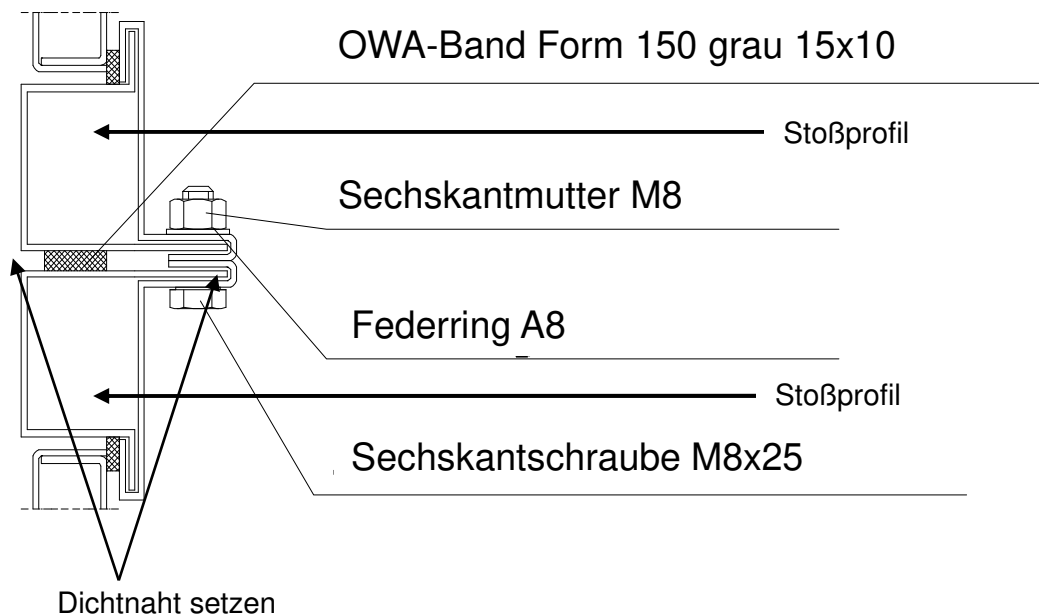 OWA-Band Form 150 grau 15x10
Stoßprofil
Sechskantmutter M8
Federring A8
Stoßprofil
Sechskantschraube M8x25
Dichtnaht setzen